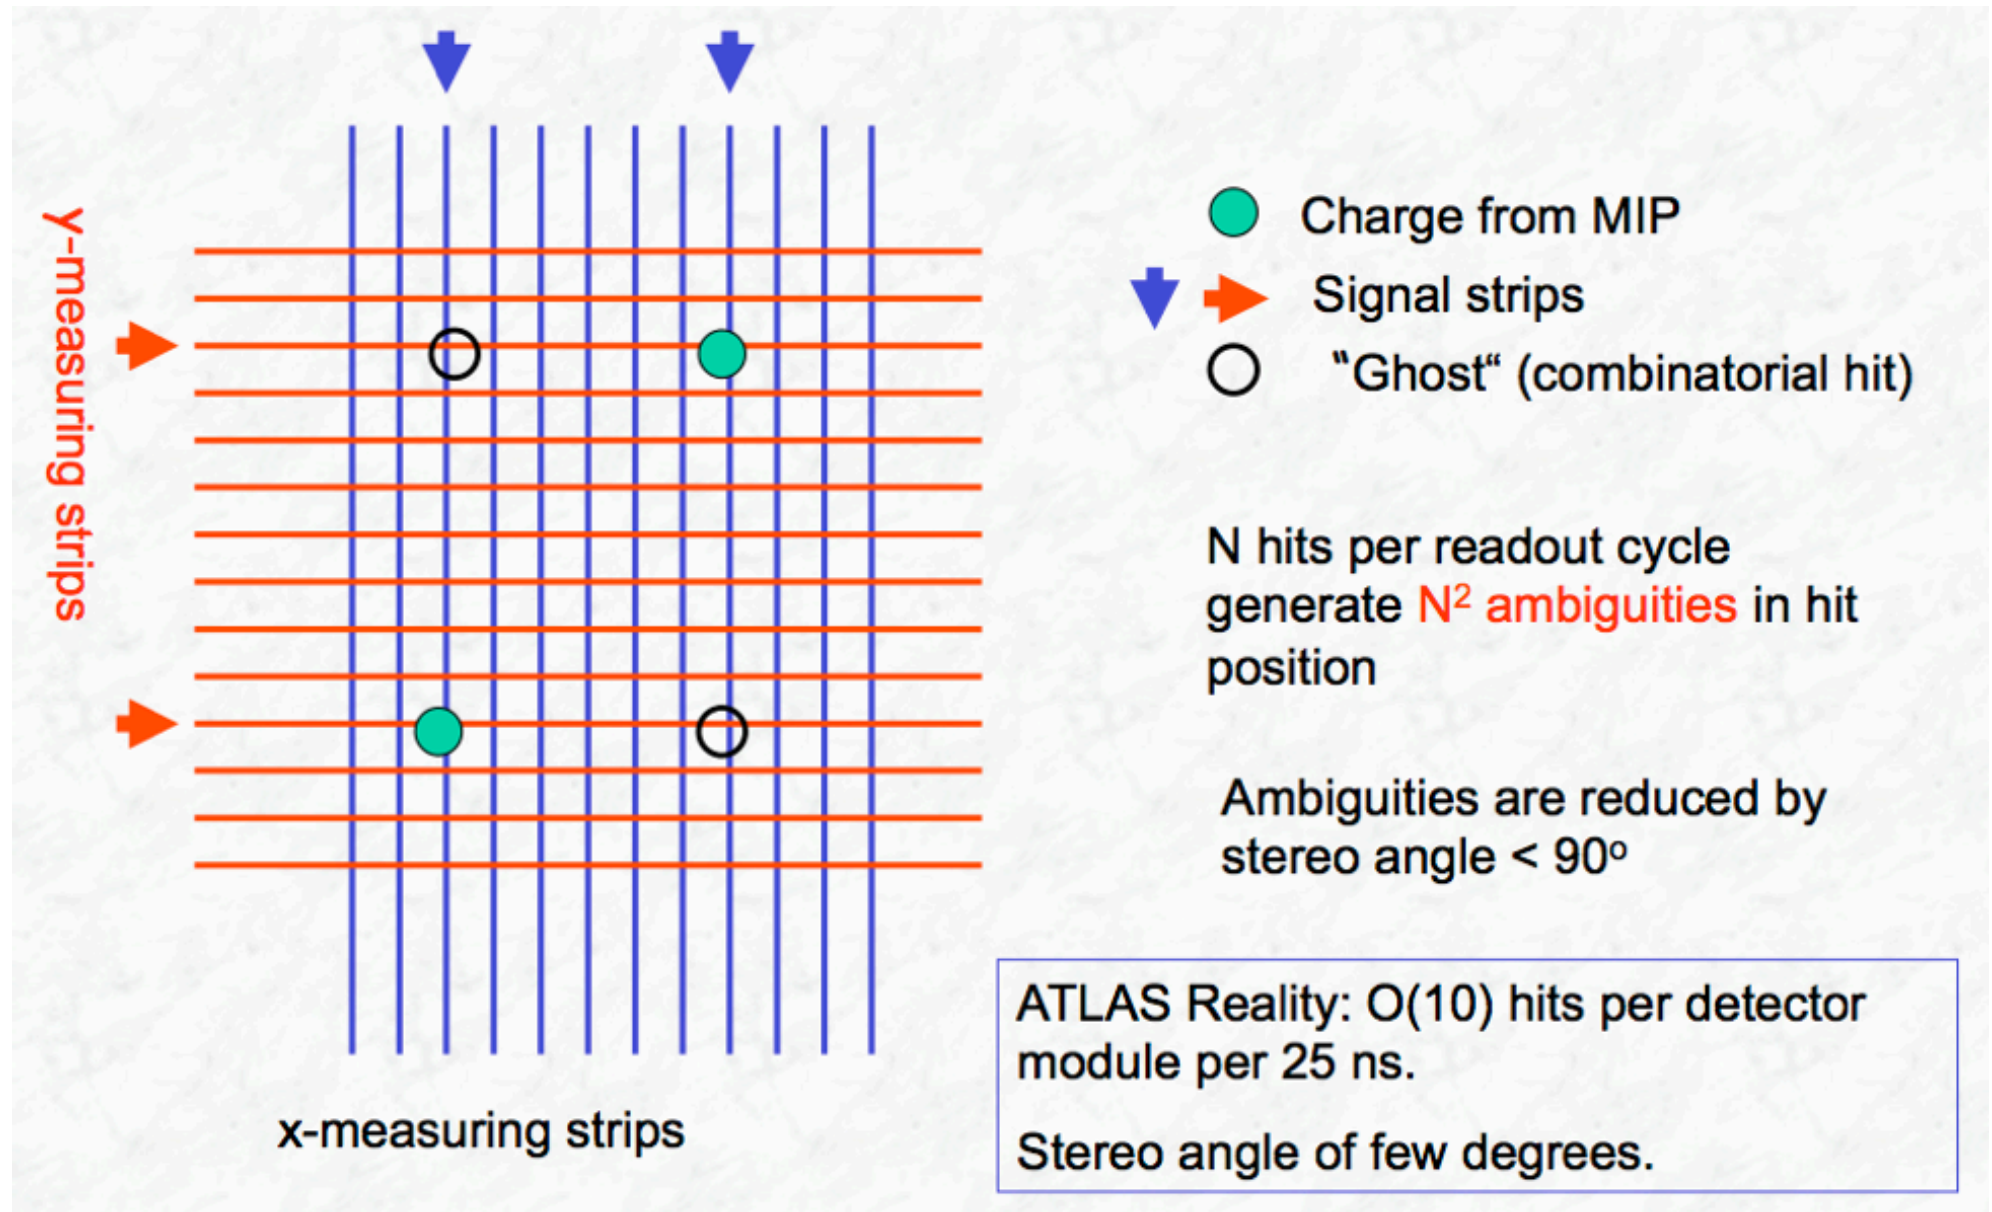 y-measuring strips
x-measuring strips
Charge from MIP
Signal strips
‟Ghost“ (combinatorial hit)
N hits per readout cycle
generate N² ambiguities in hit
position
Ambiguities are reduced by
stereo angle < 90º
ATLAS Reality: O(10) hits per detector
module per 25 ns.
Stereo angle of few degrees.